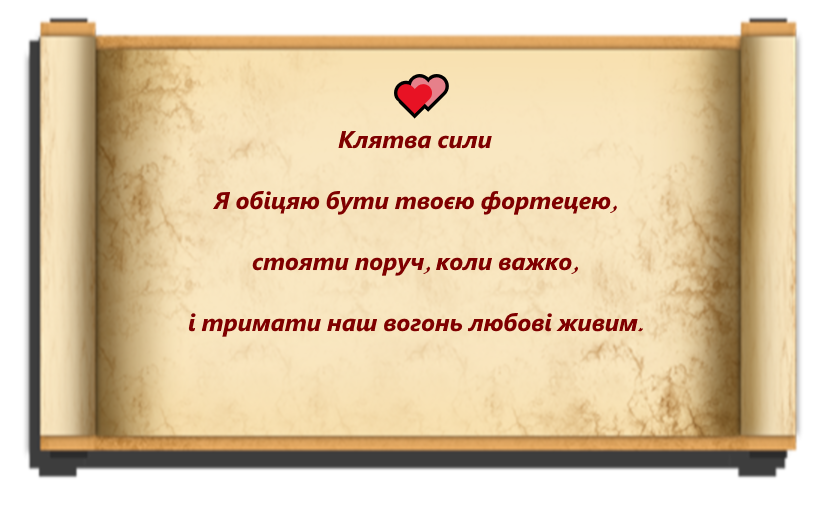 Клятва сили
Я обіцяю бути твоєю фортецею,
стояти поруч, коли важко,
і тримати наш вогонь любові живим.